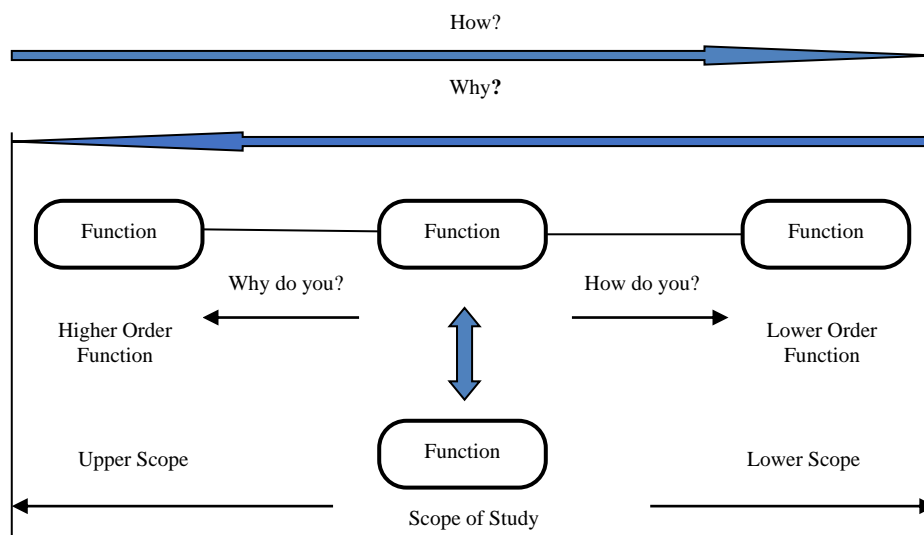 How?
Why?
Function
Function
Function
Why do you?
How do you?
Higher Order
Function
Lower Order
Function
Function
Upper Scope
Lower Scope
Scope of Study